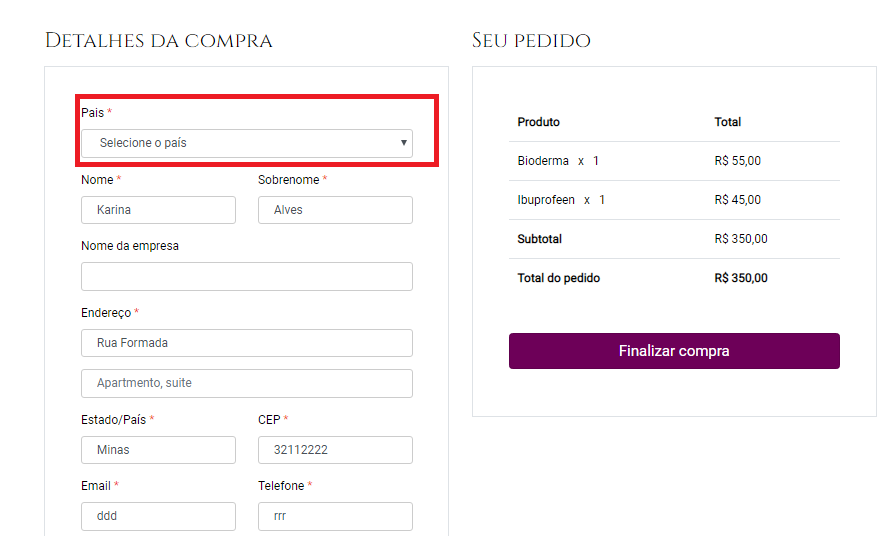 Detalhes da compra
Seu pedido
Pais *
Selecione o país
Nome * Sobrenome *
Karina Alves
Nome da empresa
Endereço *
Rua Formada
Apartmento, suite
Estado/País * CEP *
Minas 32112222
Email * Telefone *
ddd rrr
Produto Total
Bioderma x 1 R$ 55,00
Ibuprofeen x 1 R$ 45,00
Subtotal R$ 350,00
Total do pedido R$ 350,00
Finalizar compra